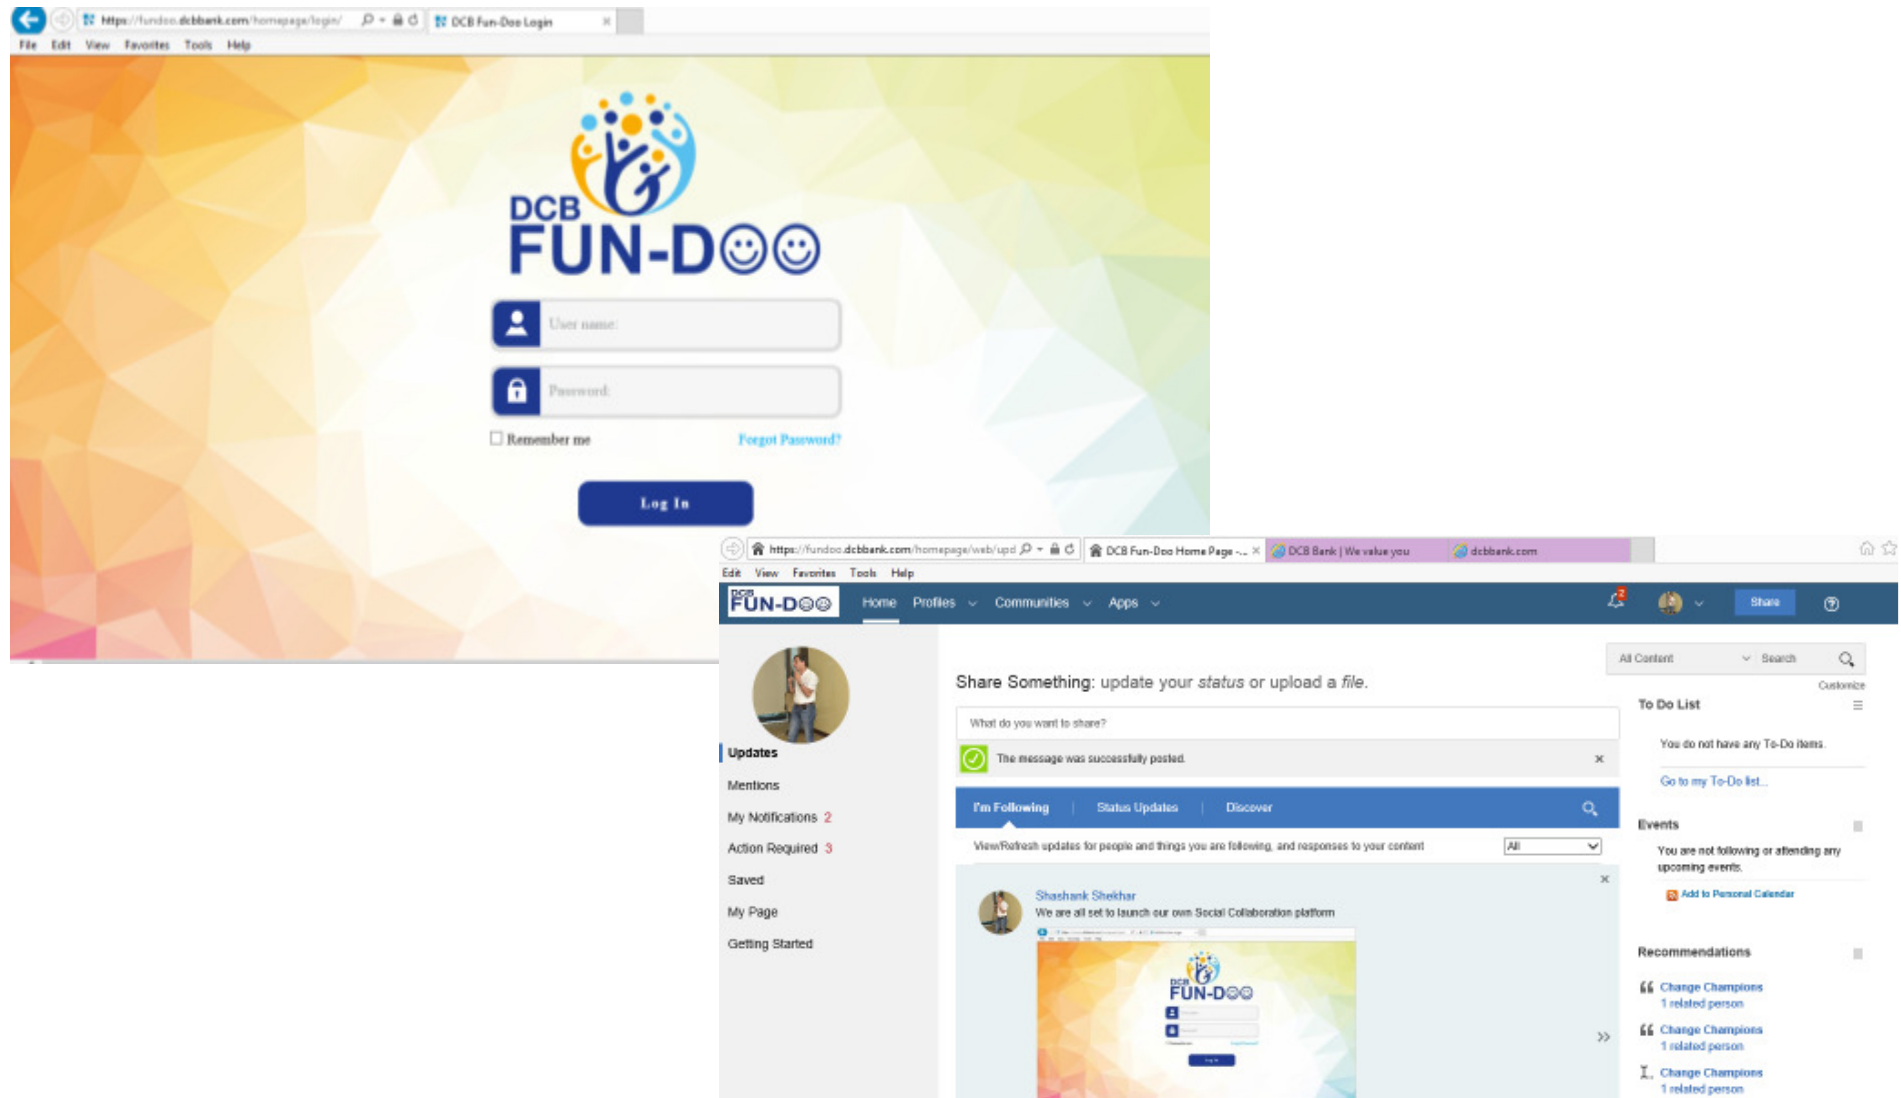 https://fundoo.dcbbank.com/homepage/login/
DCB Fun-Doo Login
File Edit View Favorites Tools Help
DCB
FUN-DOO
User name:
Password:
Remember me
Forgot Password?
Log In
https://fundoo.dcbbank.com/homepage/web/upd
DCB Fun-Doo Home Page -...
DCB Bank | We value you
dcbbank.com
Edit View Favorites Tools Help
DCB
FUN-DOO
Home Profiles Communities Apps
2
Share
All Content
Search
Customize
Share Something: update your status or upload a file.
What do you want to share?
The message was successfully posted.
Updates
Mentions
My Notifications 2
Action Required 3
Saved
My Page
Getting Started
I'm Following
Status Updates
Discover
View/Refresh updates for people and things you are following, and responses to your content
All
Shashank Shekhar
We are all set to launch our own Social Collaboration platform
DCB
FUN-DOO
Log In
To Do List
You do not have any To-Do items.
Go to my To-Do list...
Events
You are not following or attending any
upcoming events.
Add to Personal Calendar
Recommendations
Change Champions
1 related person
Change Champions
1 related person
Change Champions
1 related person